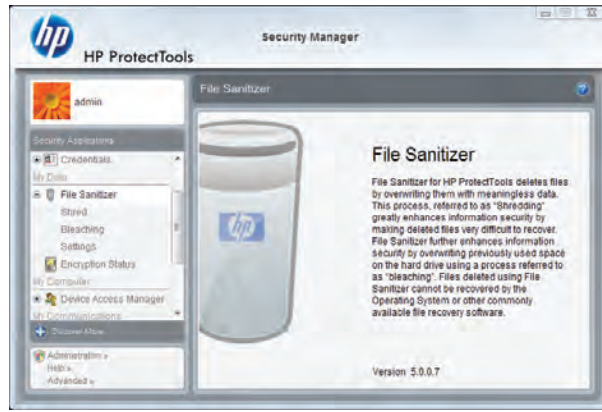 hp
HP ProtectTools
Security Manager
admin
File Sanitizer
?
Security Applications
Credentials
My Data
File Sanitizer
Shred
Bleaching
Settings
Encryption Status
My Computer
Device Access Manager
My Communications
Discover More
Administration »
Help »
Advanced »
hp
File Sanitizer
File Sanitizer for HP ProtectTools deletes files
by overwriting them with meaningless data.
This process, referred to as "Shredding"
greatly enhances information security by
making deleted files very difficult to recover.
File Sanitizer further enhances information
security by overwriting previously used space
on the hard drive using a process referred to
as "bleaching". Files deleted using File
Sanitizer cannot be recovered by the
Operating System or other commonly
available file recovery software.
Version 5.0.0.7